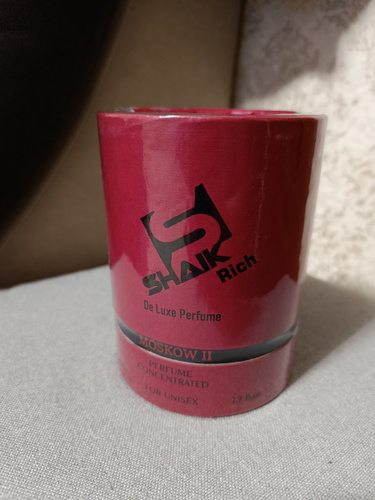 S
SHAIK
Rich
De Luxe Perfume
MOSKOW II
PERFUME
CONCENTRATED
FOR UNISEX